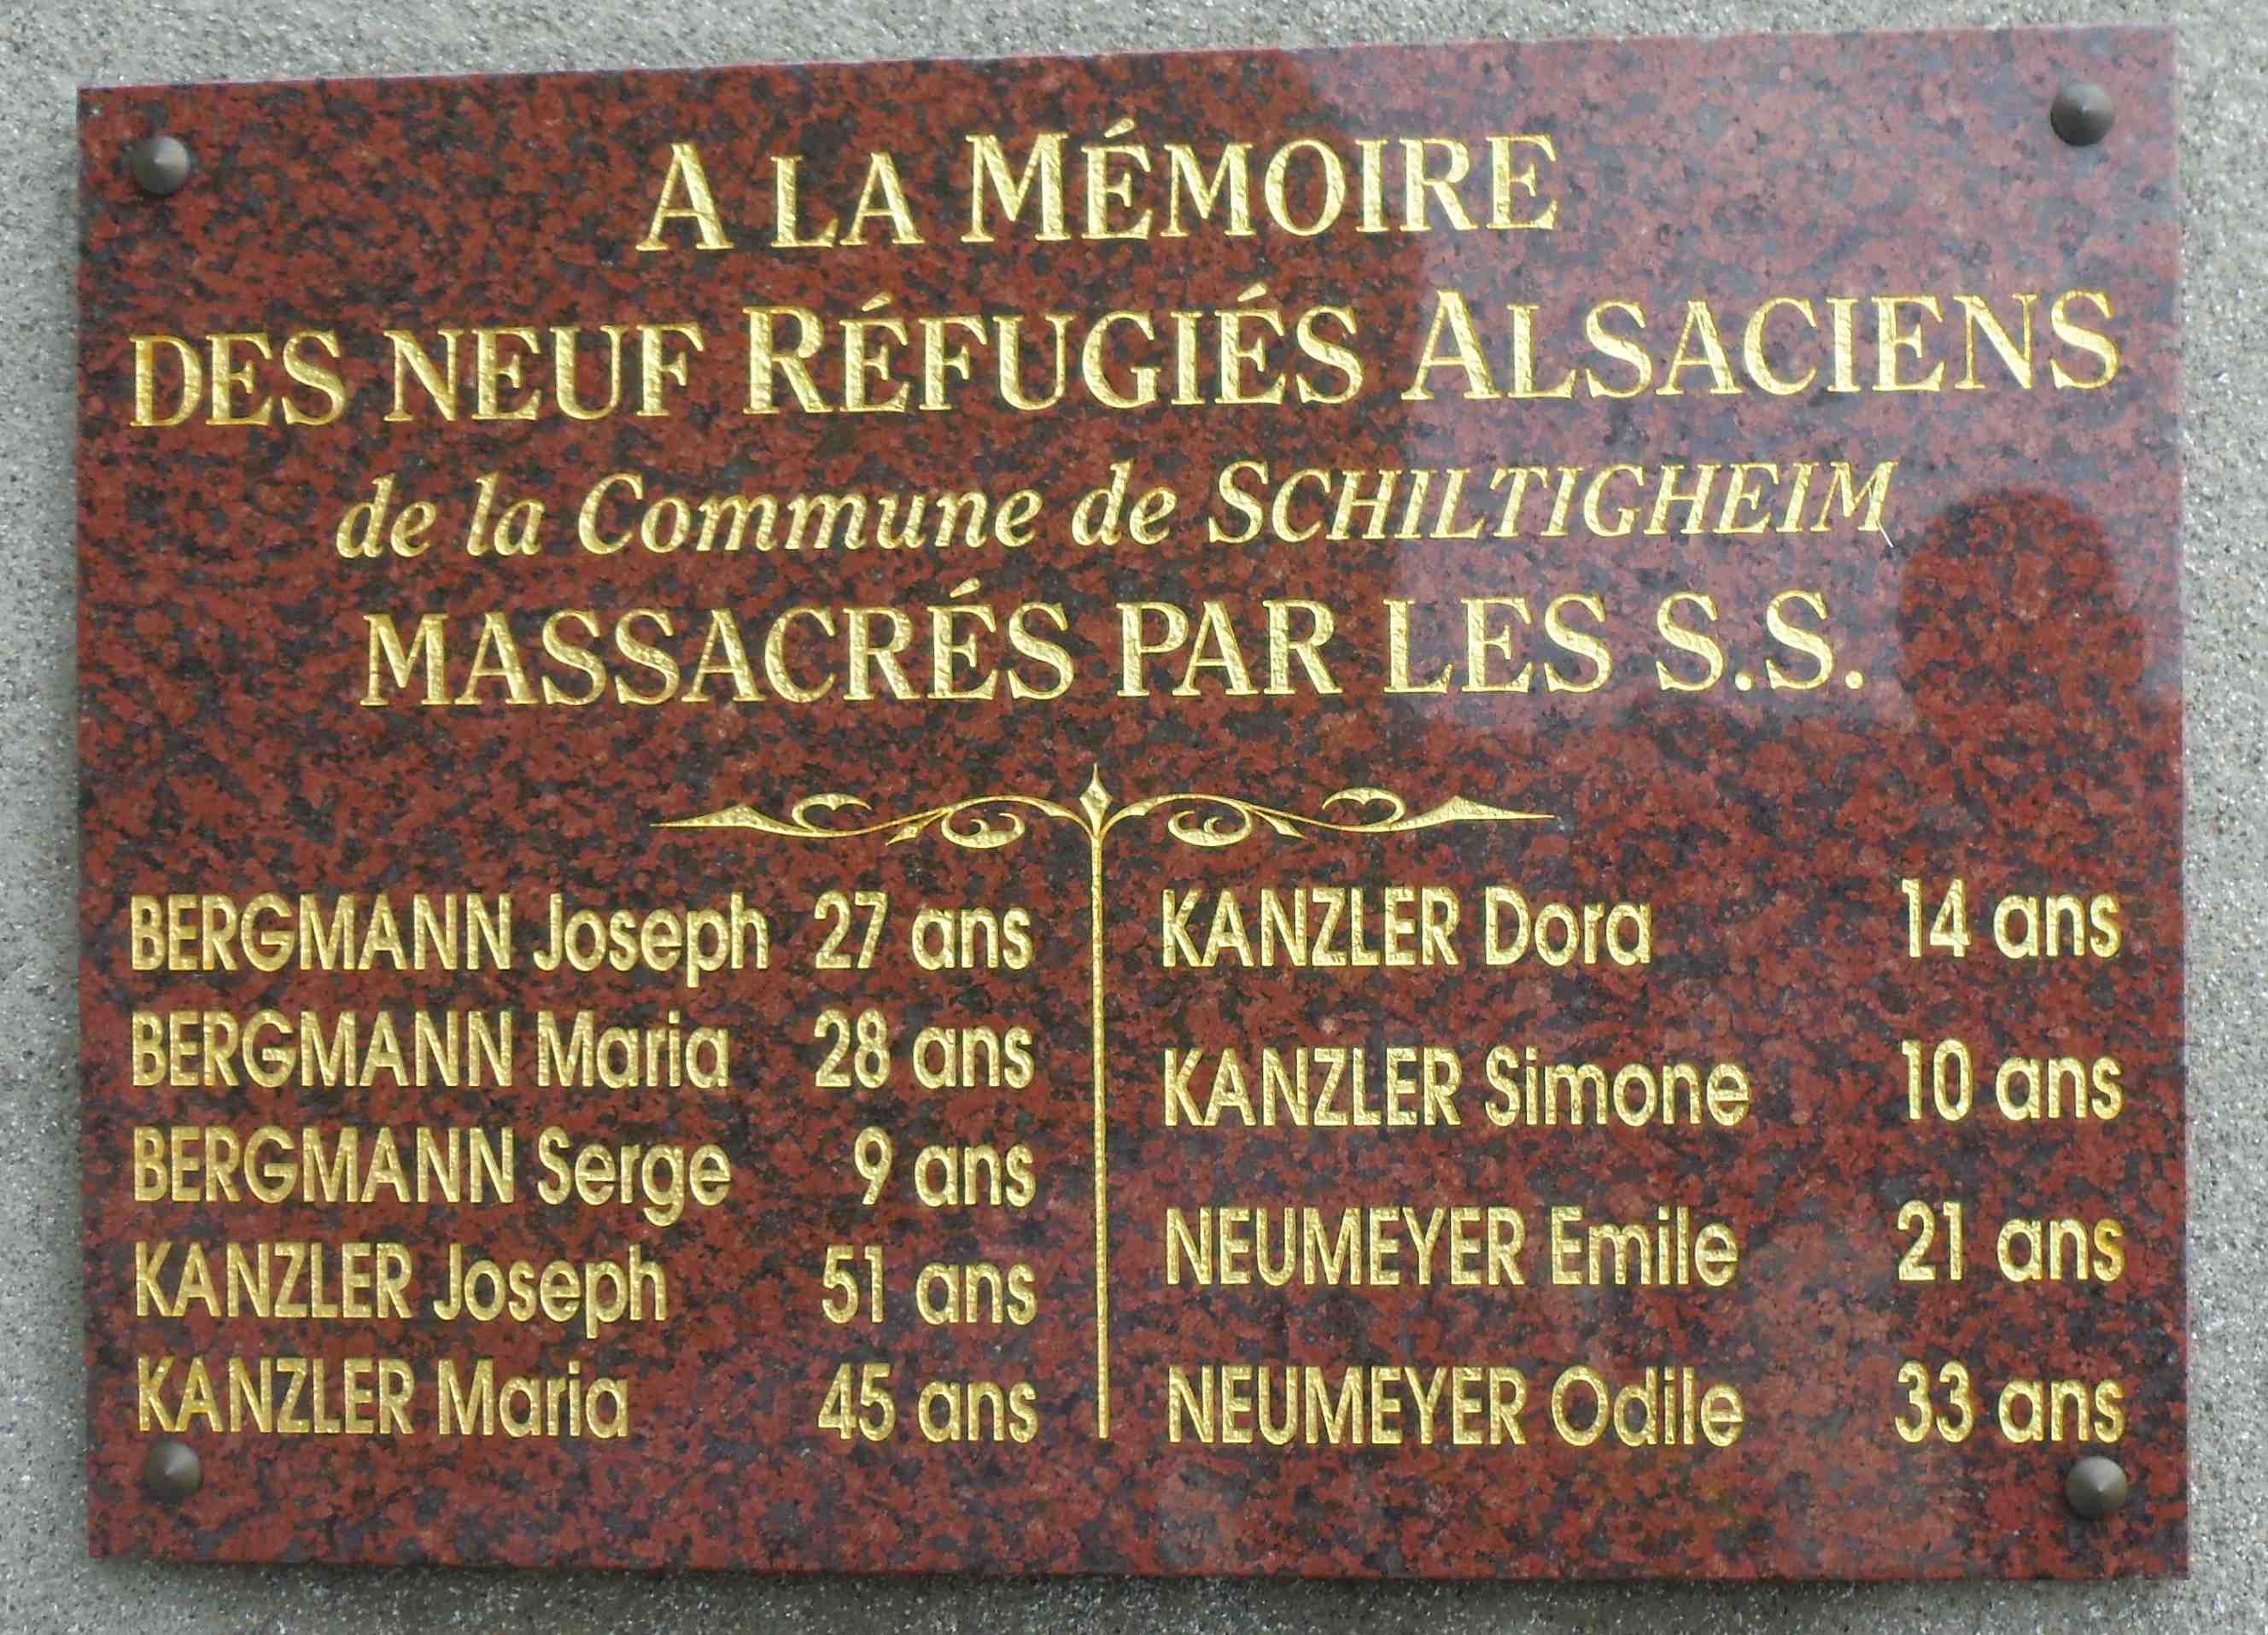 A LA MÉMOIRE
DES NEUF RÉFUGIÉS ALSACIENS
de la Commune de SCHILTIGHEIM
MASSACRÉS PAR LES S.S.
BERGMANN Joseph 27 ans
BERGMANN Maria 28 ans
BERGMANN Serge 9 ans
KANZLER Joseph 51 ans
KANZLER Maria 45 ans
KANZLER Dora 14 ans
KANZLER Simone 10 ans
NEUMEYER Emile 21 ans
NEUMEYER Odile 33 ans